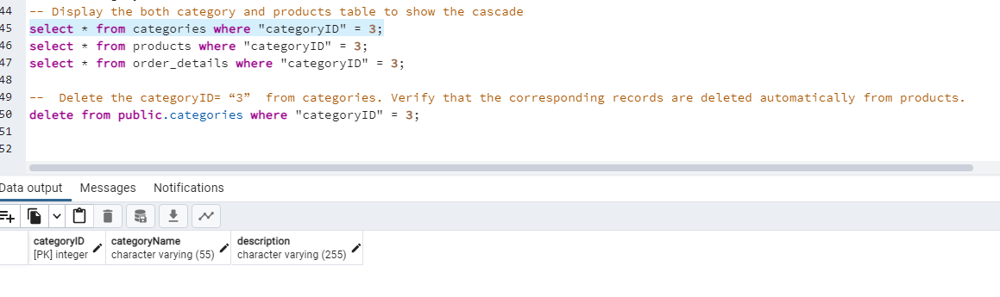 44 -- Display the both category and products table to show the cascade
45 select * from categories where "categoryID" = 3;
46 select * from products where "categoryID" = 3;
47 select * from order_details where "categoryID" = 3;
48
49 -- Delete the categoryID= “3” from categories. Verify that the corresponding records are deleted automatically from products.
50 delete from public.categories where "categoryID" = 3;
51
52
Data output Messages Notifications
categoryID categoryName description
[PK] integer character varying (55) character varying (255)